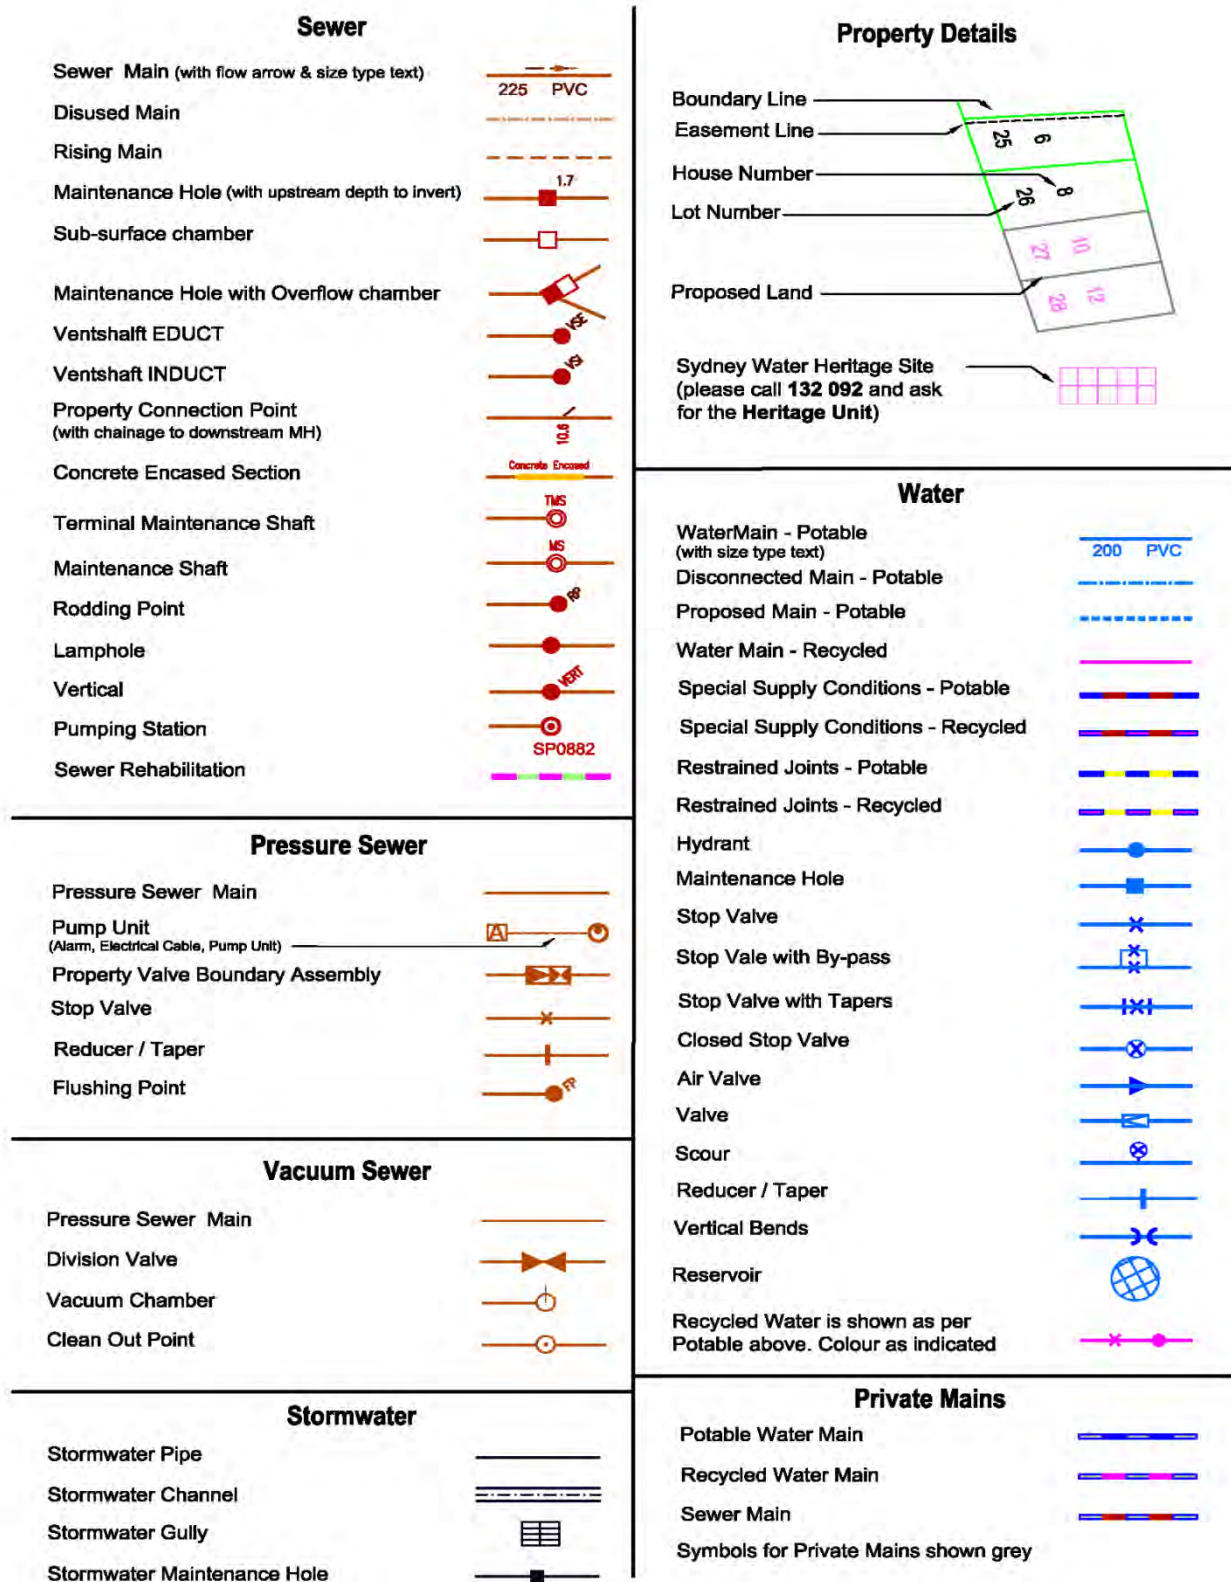 Sewer
Sewer Main (with flow arrow & size type text)
225 PVC
Disused Main
Rising Main
Maintenance Hole (with upstream depth to invert)
1.7
Sub-surface chamber
Maintenance Hole with Overflow chamber
Ventshalft EDUCT
VSE
Ventshaft INDUCT
VSI
Property Connection Point
(with chainage to downstream MH)
10.6
Concrete Encased Section
Concrete Encased
Terminal Maintenance Shaft
TMS
Maintenance Shaft
MS
Rodding Point
RP
Lamphole
Vertical
VERT
Pumping Station
SP0882
Sewer Rehabilitation
Pressure Sewer
Pressure Sewer Main
Pump Unit
(Alarm, Electrical Cable, Pump Unit)
A
Property Valve Boundary Assembly
Stop Valve
Reducer / Taper
Flushing Point
FP
Vacuum Sewer
Pressure Sewer Main
Division Valve
Vacuum Chamber
Clean Out Point
Stormwater
Stormwater Pipe
Stormwater Channel
Stormwater Gully
Stormwater Maintenance Hole
Property Details
Boundary Line
Easement Line
25 6
House Number
26 8
Lot Number
27 10
Proposed Land
28 12
Sydney Water Heritage Site
(please call 132 092 and ask
for the Heritage Unit)
Water
WaterMain - Potable
(with size type text)
200 PVC
Disconnected Main - Potable
Proposed Main - Potable
Water Main - Recycled
Special Supply Conditions - Potable
Special Supply Conditions - Recycled
Restrained Joints - Potable
Restrained Joints - Recycled
Hydrant
Maintenance Hole
Stop Valve
Stop Vale with By-pass
Stop Valve with Tapers
Closed Stop Valve
Air Valve
Valve
Scour
Reducer / Taper
Vertical Bends
Reservoir
Recycled Water is shown as per
Potable above. Colour as indicated
Private Mains
Potable Water Main
Recycled Water Main
Sewer Main
Symbols for Private Mains shown grey